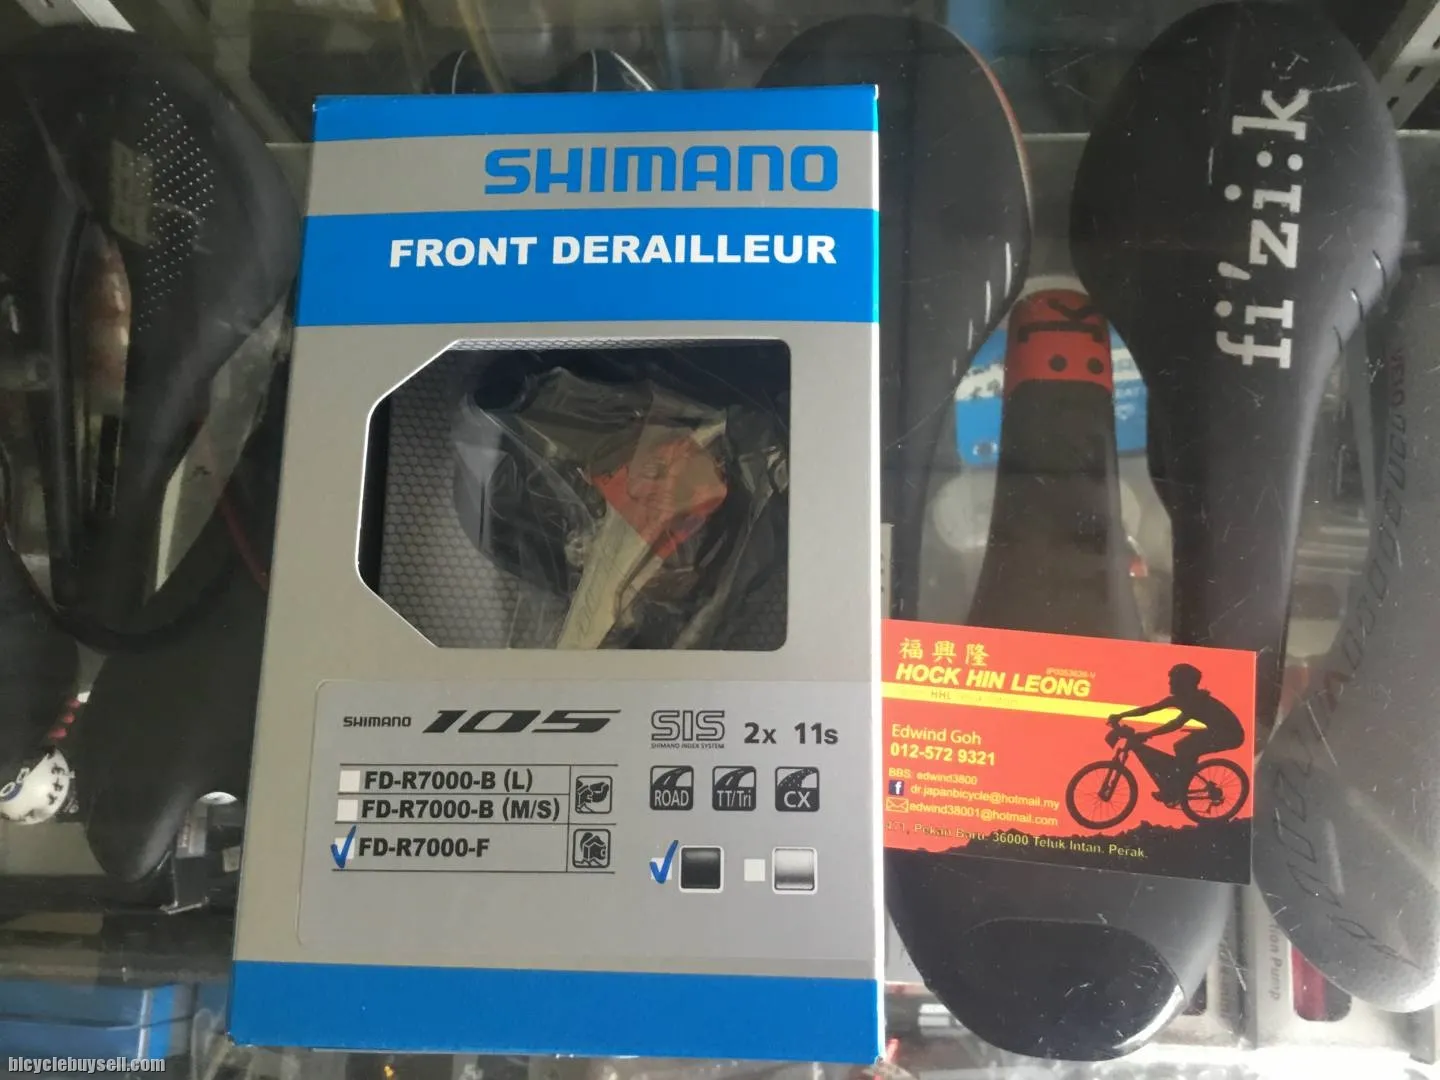 SHIMANO
FRONT DERAILLEUR
SHIMANO 105
SIS
SHIMANO INDEX SYSTEM
2x 11s
FD-R7000-B (L)
FD-R7000-B (M/S)
FD-R7000-F
ROAD
TT/Tri
CX
fi'zi:k
福興隆
HOCK HIN LEONG
HHL
Edwind Goh
012-572 9321
BBS: edwind3800
f dr.japanbicycle@hotmail.my
edwind38001@hotmail.com
471, Pekan Baru. 36000 Teluk Intan. Perak.
bicyclebuysell.com